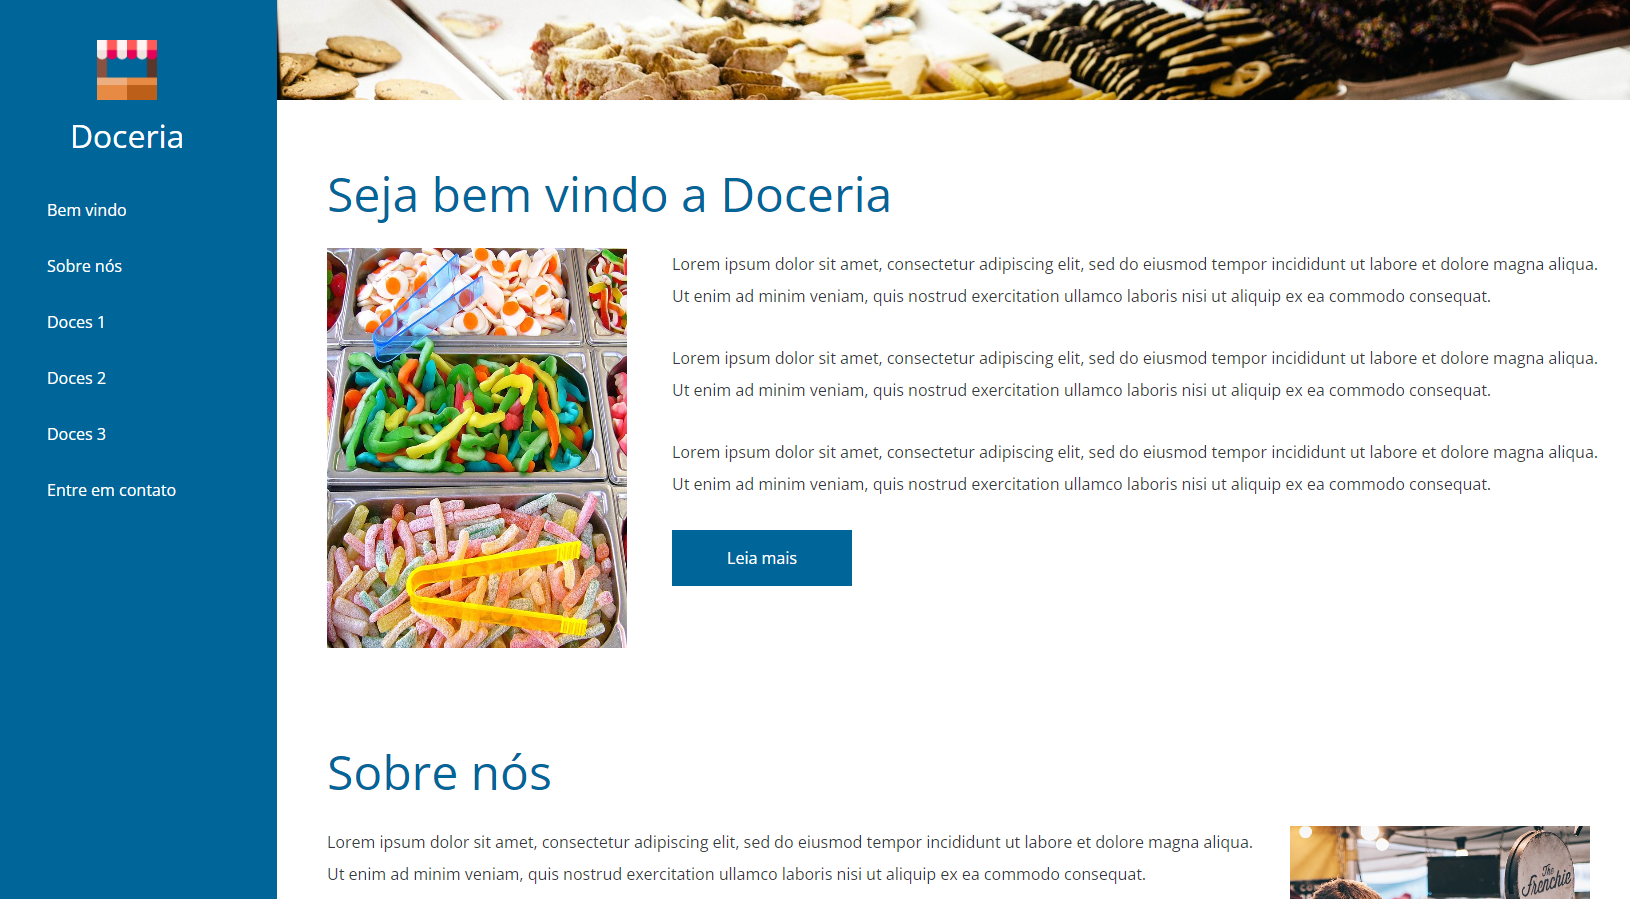 Doceria
Bem vindo
Sobre nós
Doces 1
Doces 2
Doces 3
Entre em contato
Seja bem vindo a Doceria
Lorem ipsum dolor sit amet, consectetur adipiscing elit, sed do eiusmod tempor incididunt ut labore et dolore magna aliqua.
Ut enim ad minim veniam, quis nostrud exercitation ullamco laboris nisi ut aliquip ex ea commodo consequat.
Lorem ipsum dolor sit amet, consectetur adipiscing elit, sed do eiusmod tempor incididunt ut labore et dolore magna aliqua.
Ut enim ad minim veniam, quis nostrud exercitation ullamco laboris nisi ut aliquip ex ea commodo consequat.
Lorem ipsum dolor sit amet, consectetur adipiscing elit, sed do eiusmod tempor incididunt ut labore et dolore magna aliqua.
Ut enim ad minim veniam, quis nostrud exercitation ullamco laboris nisi ut aliquip ex ea commodo consequat.
Leia mais
Sobre nós
Lorem ipsum dolor sit amet, consectetur adipiscing elit, sed do eiusmod tempor incididunt ut labore et dolore magna aliqua.
Ut enim ad minim veniam, quis nostrud exercitation ullamco laboris nisi ut aliquip ex ea commodo consequat.
The
Frenchie